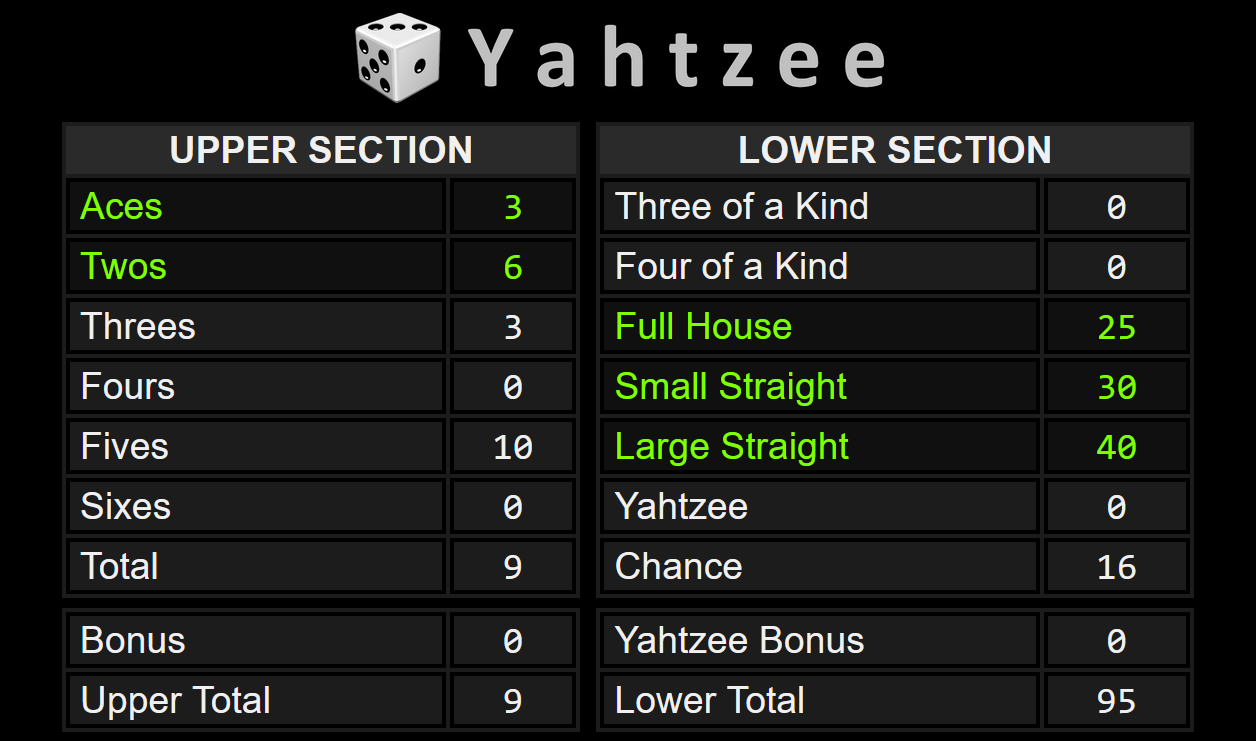 Yahtzee
UPPER SECTION
Aces 3
Twos 6
Threes 3
Fours 0
Fives 10
Sixes 0
Total 9
Bonus 0
Upper Total 9
LOWER SECTION
Three of a Kind 0
Four of a Kind 0
Full House 25
Small Straight 30
Large Straight 40
Yahtzee 0
Chance 16
Yahtzee Bonus 0
Lower Total 95